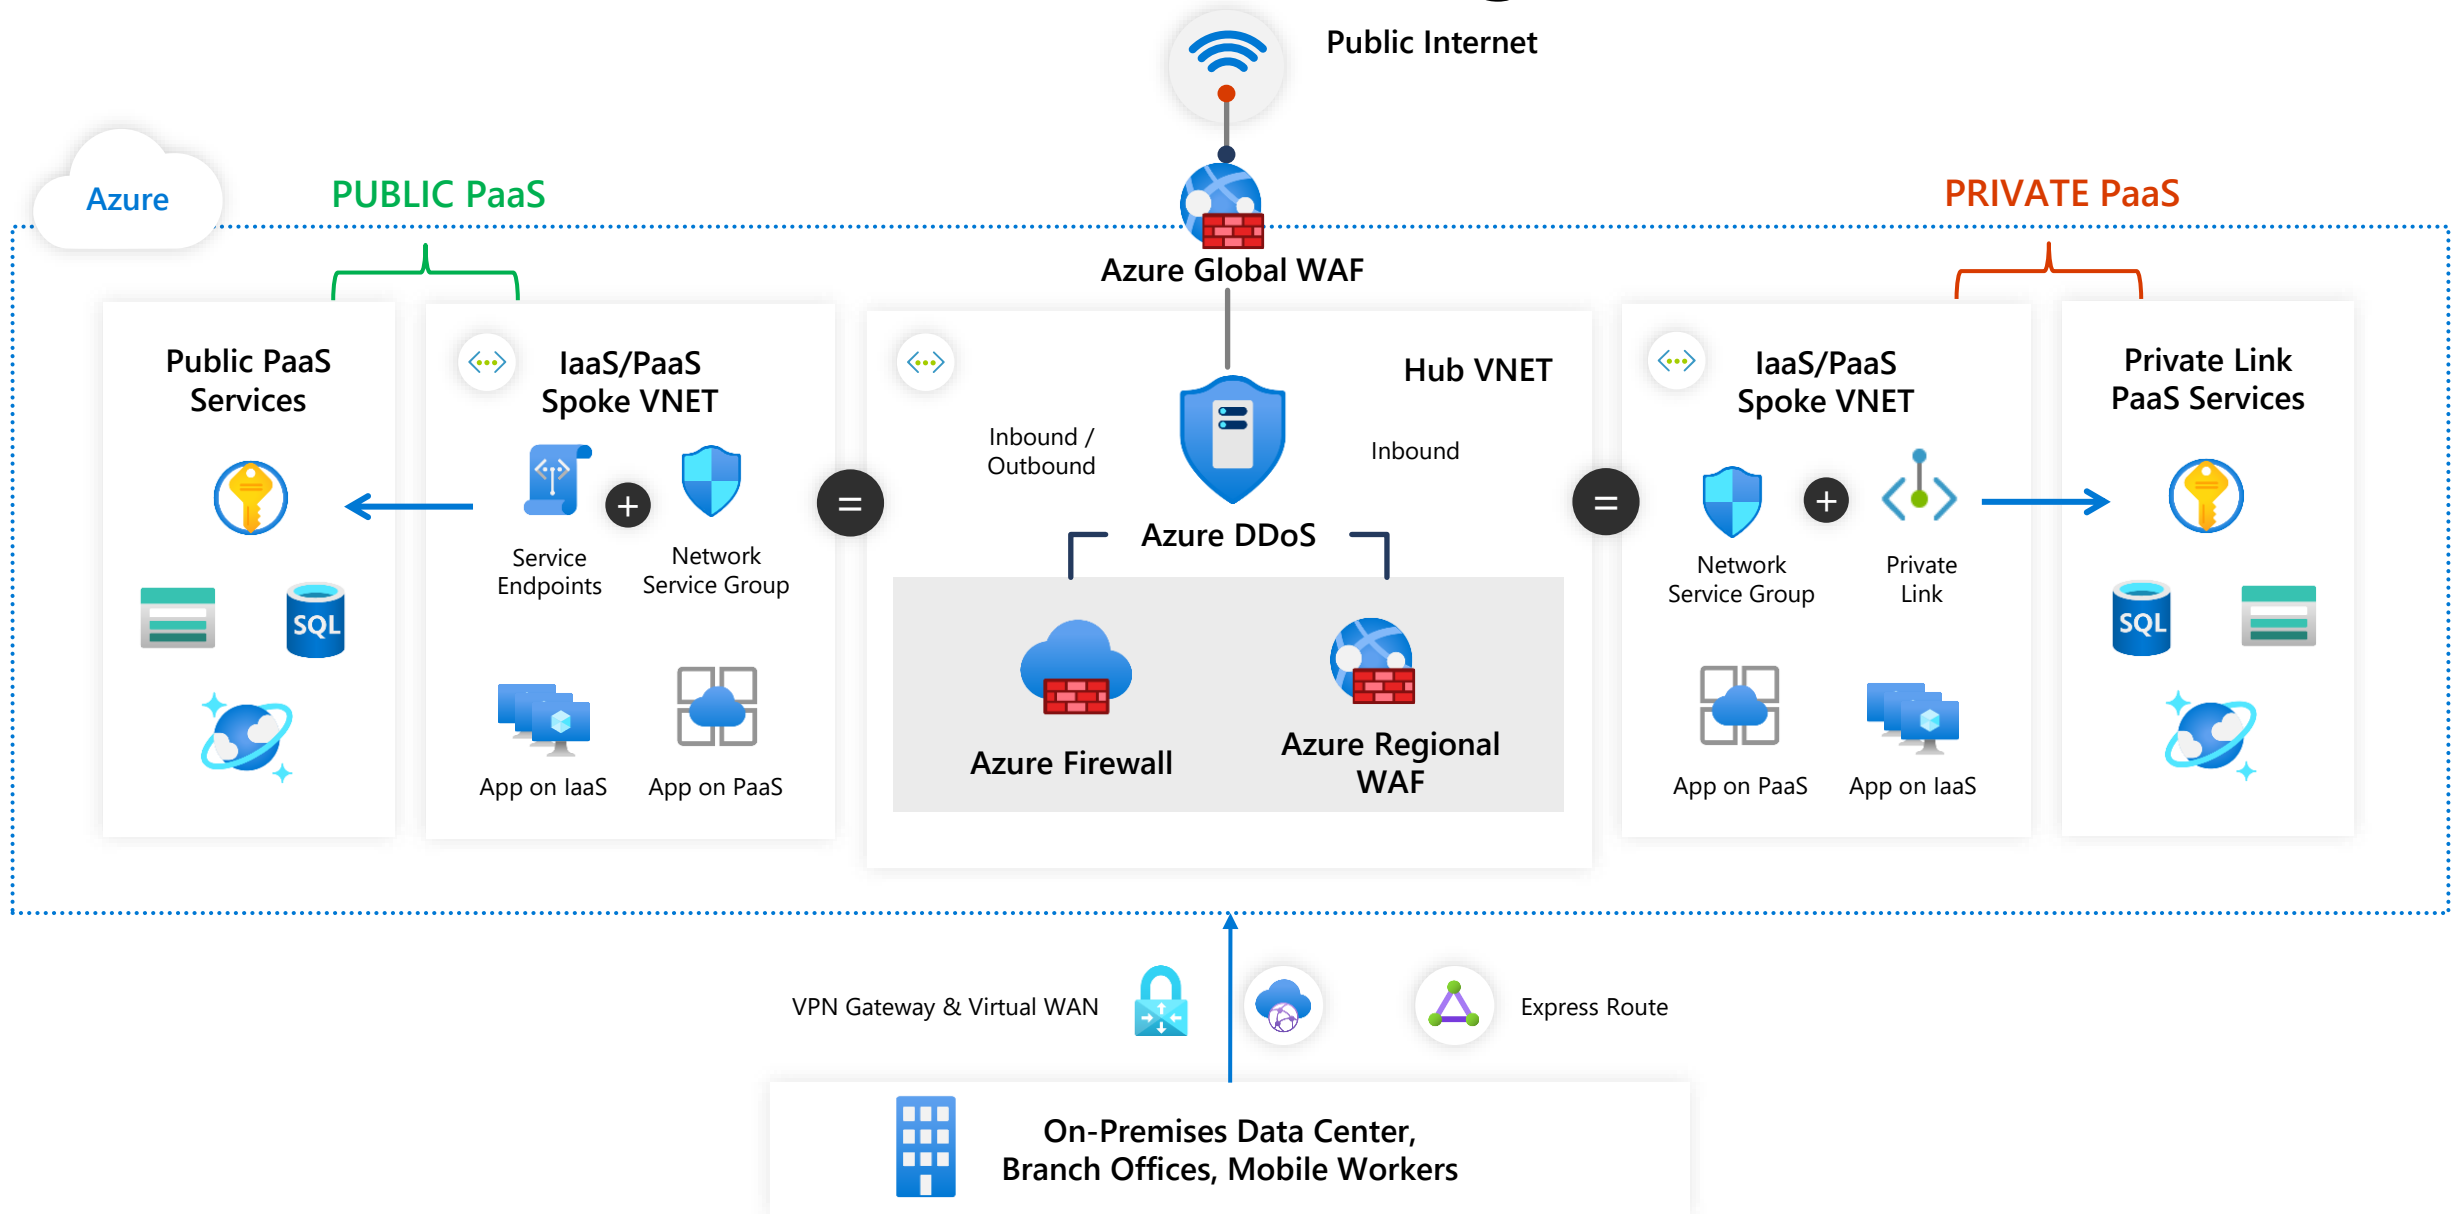 Public Internet
Azure
PUBLIC PaaS
PRIVATE PaaS
Azure Global WAF
Public PaaS
Services
SQL
IaaS/PaaS
Spoke VNET
Service
Endpoints
+
Network
Service Group
App on IaaS
App on PaaS
=
Hub VNET
Inbound /
Outbound
Inbound
Azure DDoS
Azure Firewall
Azure Regional
WAF
=
IaaS/PaaS
Spoke VNET
Network
Service Group
+
Private
Link
App on PaaS
App on IaaS
Private Link
PaaS Services
SQL
VPN Gateway & Virtual WAN
Express Route
On-Premises Data Center,
Branch Offices, Mobile Workers